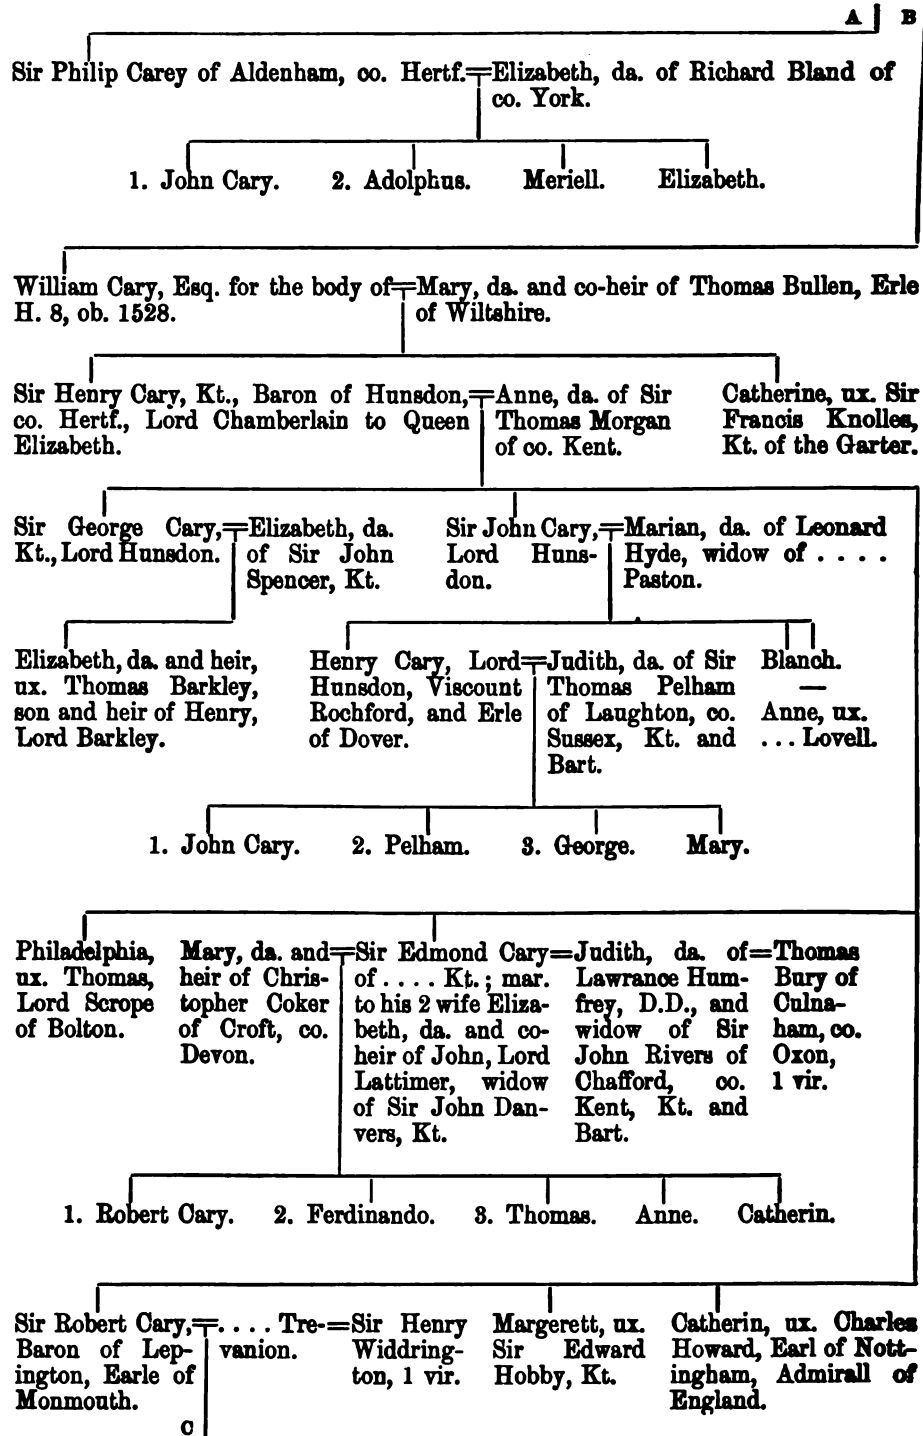 A B
Sir Philip Carey of Aldenham, co. Hertf.=Elizabeth, da. of Richard Bland of
co. York.
1. John Cary. 2. Adolphus. Meriell. Elizabeth.
William Cary, Esq. for the body of=Mary, da. and co-heir of Thomas Bullen, Erle
H. 8, ob. 1528. of Wiltshire.
Sir Henry Cary, Kt., Baron of Hunsdon,=Anne, da. of Sir Catherine, ux. Sir
co. Hertf., Lord Chamberlain to Queen Thomas Morgan Francis Knolles,
Elizabeth. of co. Kent. Kt. of the Garter.
Sir George Cary,=Elizabeth, da. Sir John Cary,=Marian, da. of Leonard
Kt., Lord Hunsdon. of Sir John Lord Huns- Hyde, widow of . . . .
Spencer, Kt. don. Paston.
Elizabeth, da. and heir, Henry Cary, Lord=Judith, da. of Sir Blanch.
ux. Thomas Barkley, Hunsdon, Viscount Thomas Pelham —
son and heir of Henry, Rochford, and Erle of Laughton, co. Anne, ux.
Lord Barkley. of Dover. Sussex, Kt. and . . . Lovell.
Bart.
1. John Cary. 2. Pelham. 3. George. Mary.
Philadelphia, Mary, da. and=Sir Edmond Cary=Judith, da. of=Thomas
ux. Thomas, heir of Chris- of . . . . Kt.; mar. Lawrance Hum- Bury of
Lord Scrope topher Coker to his 2 wife Eliza- frey, D.D., and Culna-
of Bolton. of Croft, co. beth, da. and co- widow of Sir ham, co.
Devon. heir of John, Lord John Rivers of Oxon,
Lattimer, widow Chafford, co. 1 vir.
of Sir John Dan- Kent, Kt. and
vers, Kt. Bart.
1. Robert Cary. 2. Ferdinando. 3. Thomas. Anne. Catherin.
Sir Robert Cary,=. . . . Tre-=Sir Henry Margerett, ux. Catherin, ux. Charles
Baron of Lep- vanion. Widdring- Sir Edward Howard, Earl of Nott-
ington, Earle of ton, 1 vir. Hobby, Kt. ingham, Admirall of
Monmouth. England.
C